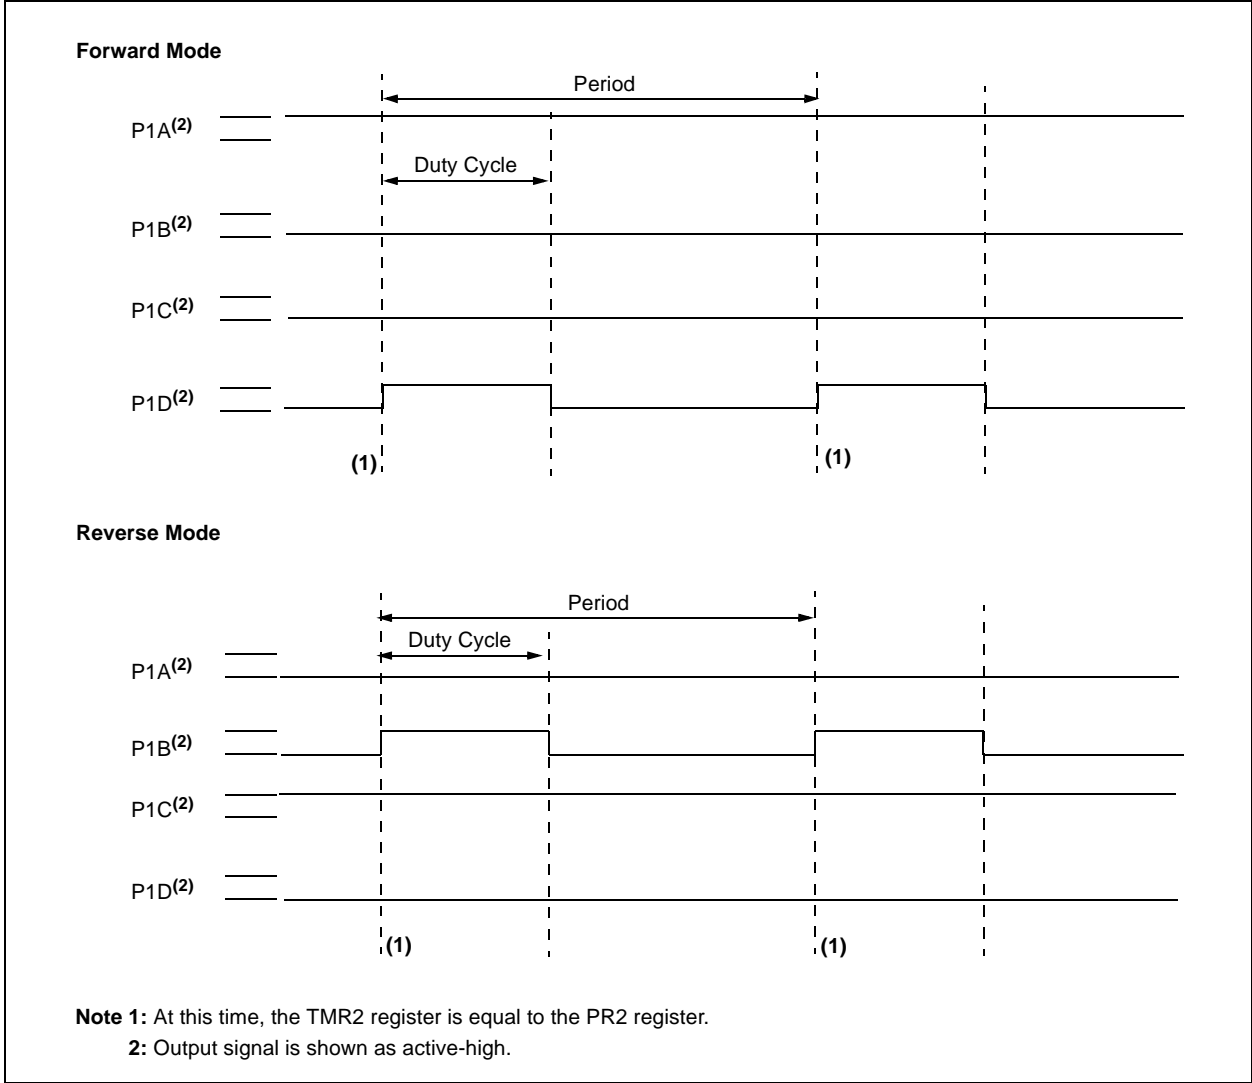 Forward Mode
Period
P1A(2)
Duty Cycle
P1B(2)
P1C(2)
P1D(2)
(1)
(1)
Reverse Mode
Period
Duty Cycle
P1A(2)
P1B(2)
P1C(2)
P1D(2)
(1)
(1)
Note 1: At this time, the TMR2 register is equal to the PR2 register.
2: Output signal is shown as active-high.